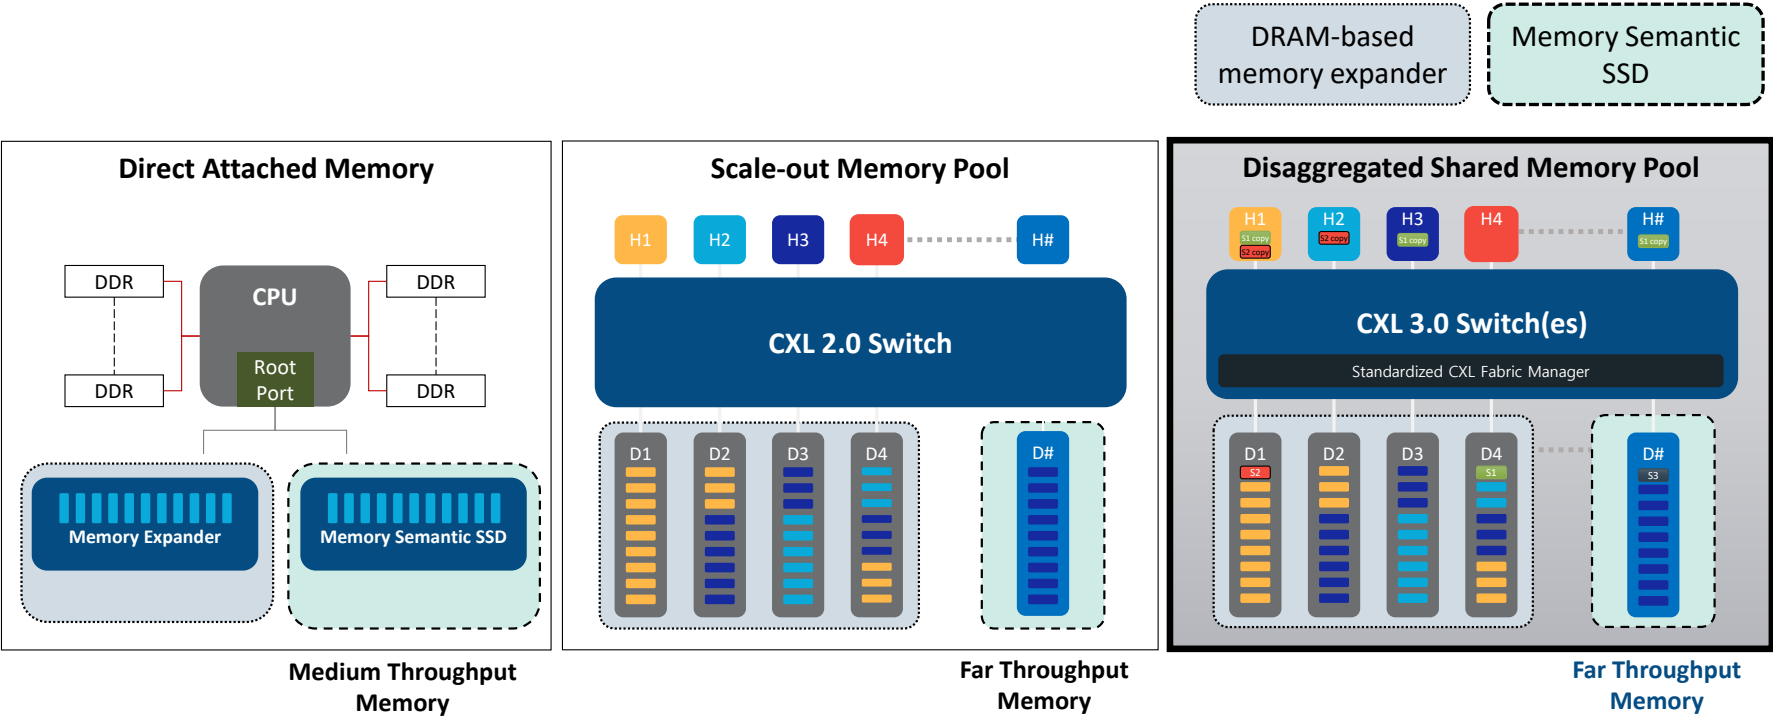 DRAM-based
memory expander
Memory Semantic
SSD
Direct Attached Memory
DDR
DDR
CPU
Root
Port
DDR
DDR
Memory Expander
Memory Semantic SSD
Medium Throughput
Memory
Scale-out Memory Pool
H1
H2
H3
H4
H#
CXL 2.0 Switch
D1
D2
D3
D4
D#
Far Throughput
Memory
Disaggregated Shared Memory Pool
H1
S1 copy
S2 copy
H2
S2 copy
H3
S1 copy
H4
H#
S1 copy
CXL 3.0 Switch(es)
Standardized CXL Fabric Manager
D1
S2
D2
D3
D4
S1
D#
S3
Far Throughput
Memory